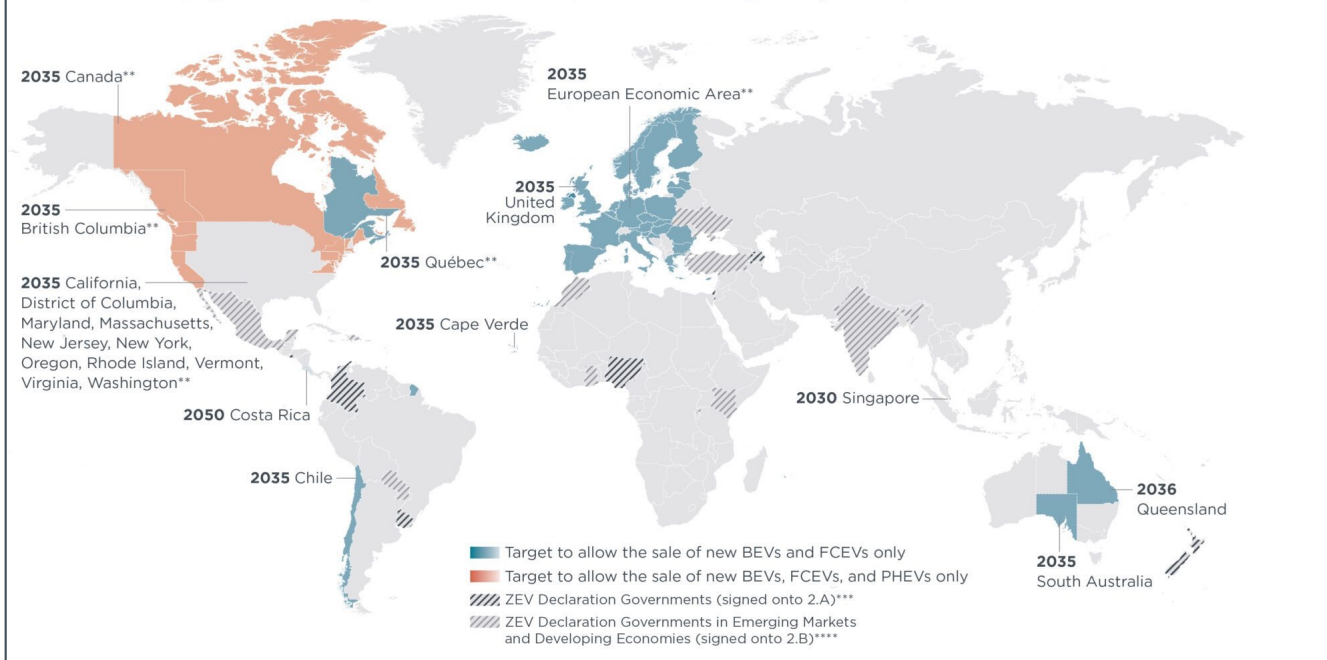 2035 Canada**
2035
European Economic Area**
2035
United
Kingdom
2035
British Columbia**
2035 Québec**
2035 California,
District of Columbia,
Maryland, Massachusetts,
New Jersey, New York,
Oregon, Rhode Island, Vermont,
Virginia, Washington**
2035 Cape Verde
2050 Costa Rica
2030 Singapore
2035 Chile
2036
Queensland
2035
South Australia
Target to allow the sale of new BEVs and FCEVs only
Target to allow the sale of new BEVs, FCEVs, and PHEVs only
ZEV Declaration Governments (signed onto 2.A)***
ZEV Declaration Governments in Emerging Markets
and Developing Economies (signed onto 2.B)****